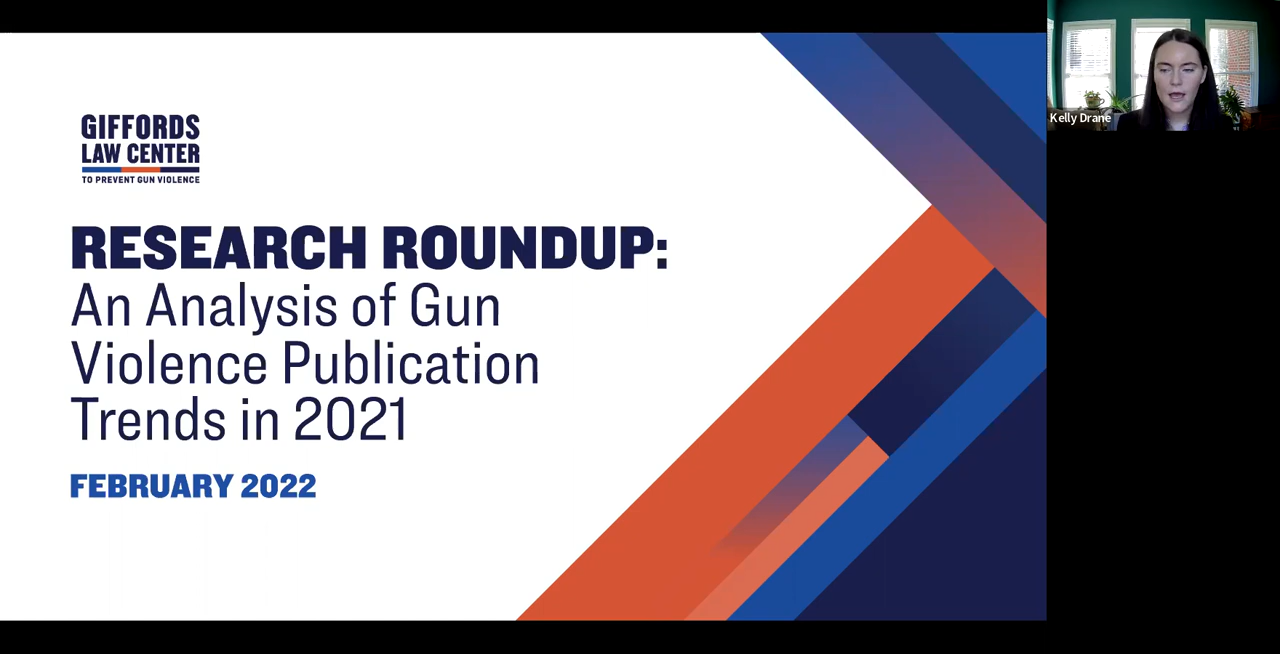 GIFFORDS
LAW CENTER
TO PREVENT GUN VIOLENCE
RESEARCH ROUNDUP:
An Analysis of Gun
Violence Publication
Trends in 2021
FEBRUARY 2022
Kelly Drane